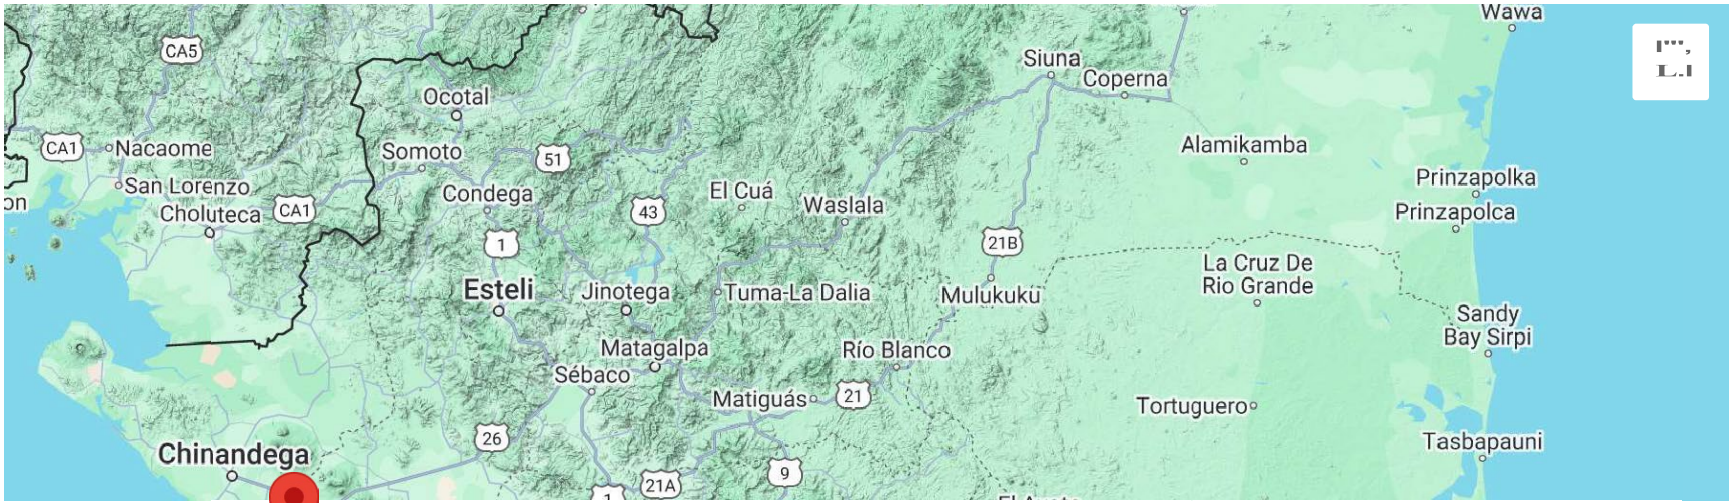 Wawa
CA5
Siuna
Coperna
Ocotal
CA1
Nacaome
Somoto
51
Alamikamba
San Lorenzo
Condega
El Cuá
Waslala
Prinzapolka
on
Choluteca
CA1
43
Prinzapolca
1
21B
La Cruz De
Rio Grande
Esteli
Jinotega
Tuma-La Dalia
Mulukukú
Sandy
Bay Sirpi
Matagalpa
Río Blanco
Sébaco
Matiguás
21
Tortuguero
26
Tasbapauni
Chinandega
9
21A
1